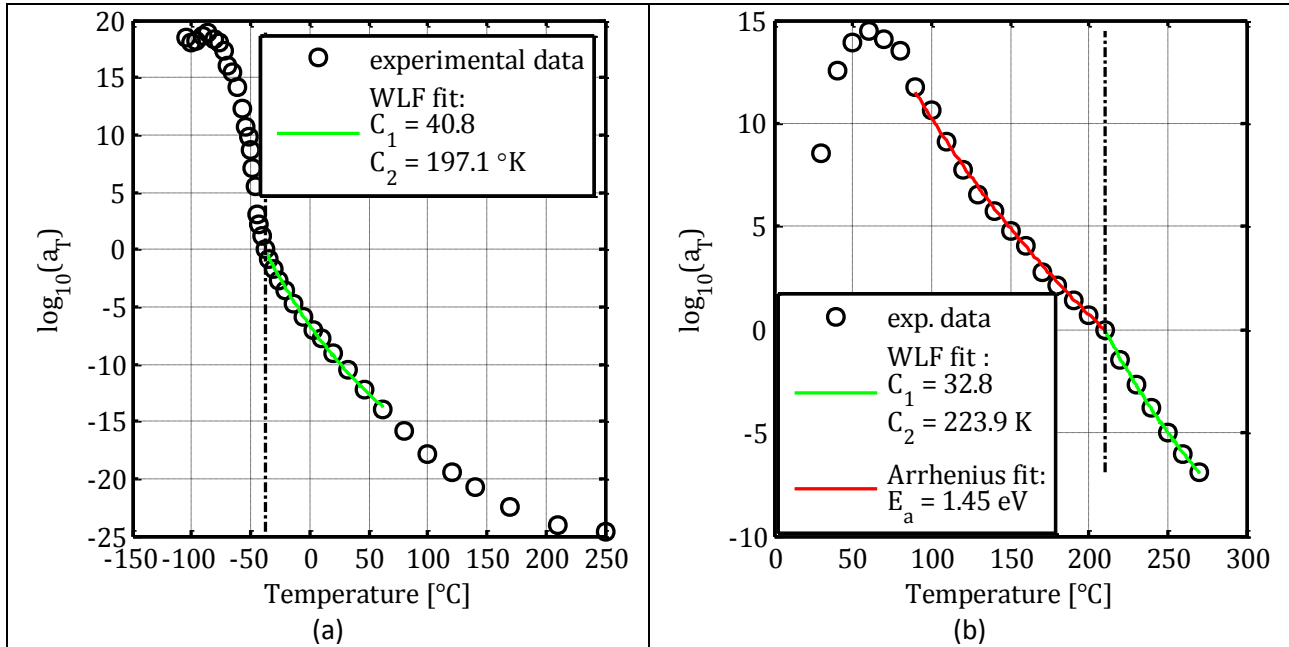 20
15
10
5
0
-5
-10
-15
-20
-25
-150
-100
-50
0
50
100
150
200
250
log10(aT)
Temperature [°C]
experimental data
WLF fit:
C1 = 40.8
C2 = 197.1 °K
(a)
15
10
5
0
-5
-10
0
50
100
150
200
250
300
log10(aT)
Temperature [°C]
exp. data
WLF fit :
C1 = 32.8
C2 = 223.9 K
Arrhenius fit:
Ea = 1.45 eV
(b)